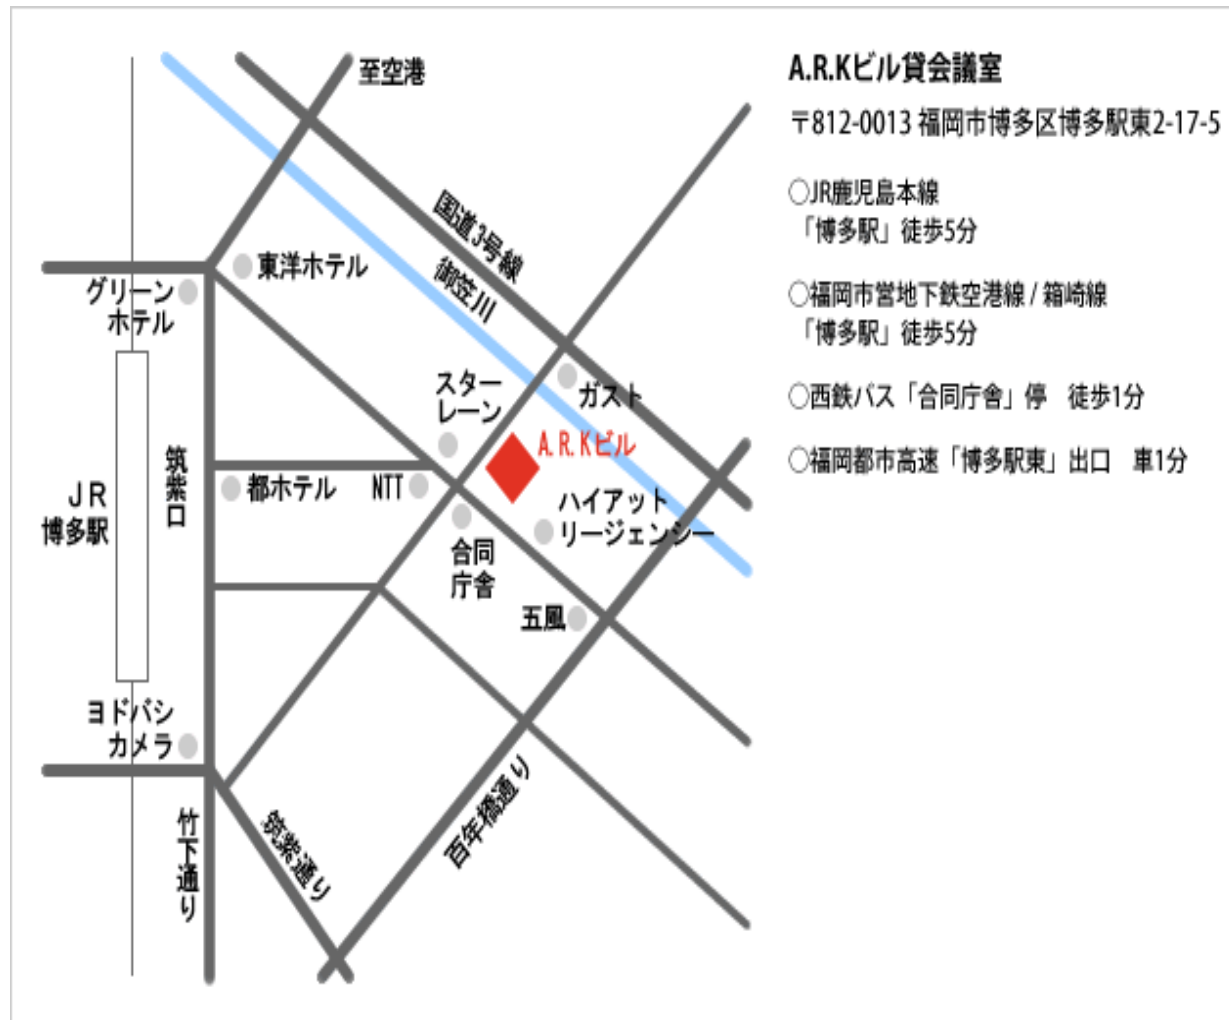 至空港
国道3号線
御笠川
東洋ホテル
グリーン
ホテル
スター
レーン
ガスト
A.R.Kビル
筑紫口
都ホテル
NTT
JR
博多駅
ハイアット
リージェンシー
合同
庁舎
五風
ヨドバシ
カメラ
竹下通り
筑紫通り
百年橋通り
A.R.Kビル貸会議室
〒812-0013 福岡市博多区博多駅東2-17-5
○JR鹿児島本線
「博多駅」徒歩5分
○福岡市営地下鉄空港線 / 箱崎線
「博多駅」徒歩5分
○西鉄バス「合同庁舎」停　徒歩1分
○福岡都市高速「博多駅東」出口　車1分